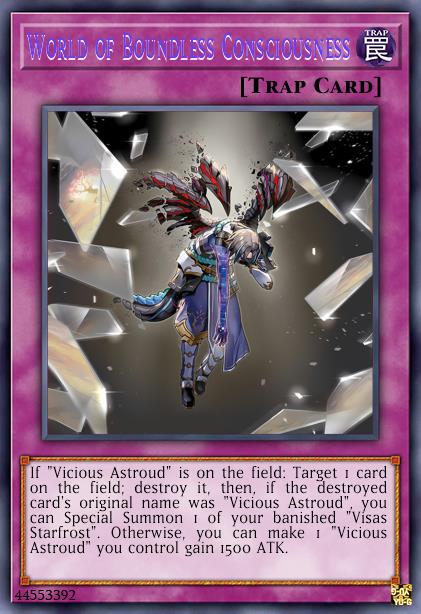 World of Boundless Consciousness
TRAP
罠
[Trap Card]
If "Vicious Astroud" is on the field: Target 1 card
on the field; destroy it, then, if the destroyed
card's original name was "Vicious Astroud", you
can Special Summon 1 of your banished "Visas
Starfrost". Otherwise, you can make 1 "Vicious
Astroud" you control gain 1500 ATK.
44553392